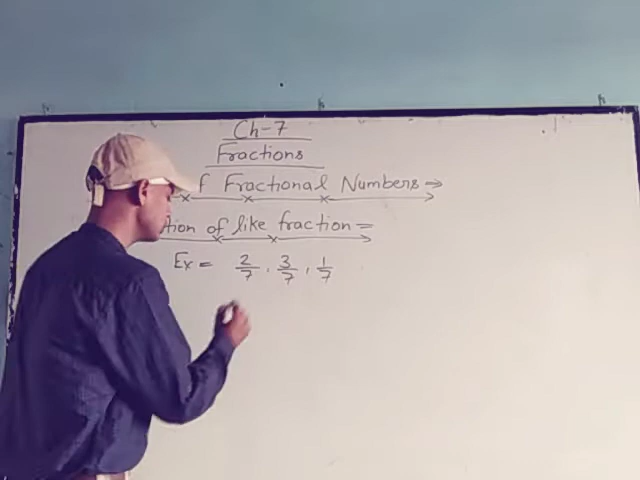 Ch-7
Fractions
f Fractional Numbers →
tion of like fraction =
Ex = 2/7, 3/7, 1/7